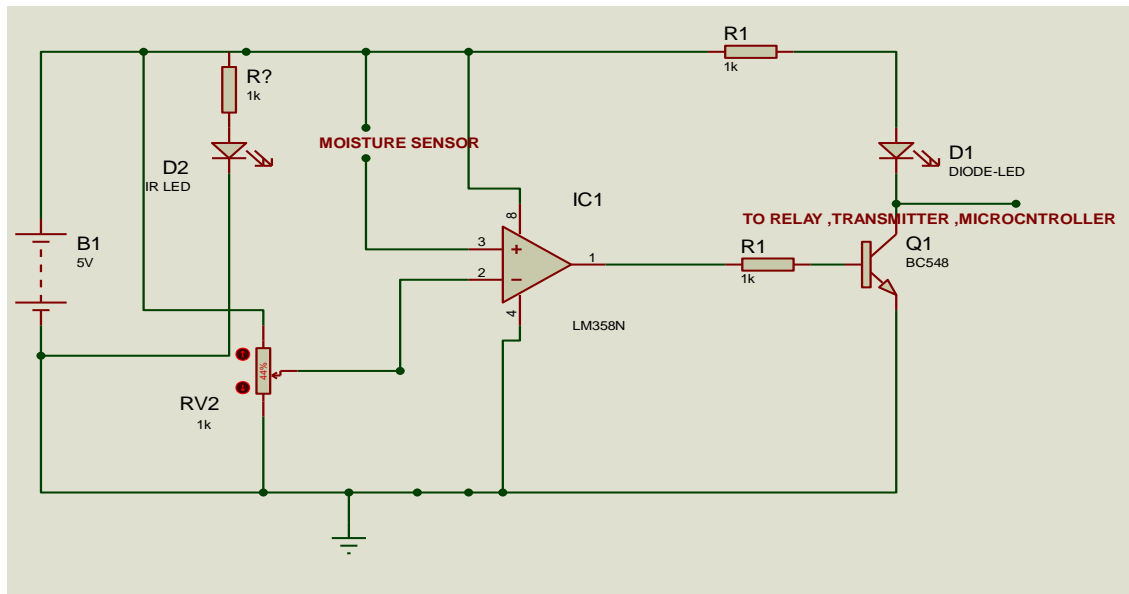 R1
1k
R?
1k
MOISTURE SENSOR
D2
IR LED
D1
DIODE-LED
IC1
8
TO RELAY ,TRANSMITTER ,MICROCNTROLLER
B1
5V
3
+
1
R1
1k
Q1
BC548
2
−
4
LM358N
44%
RV2
1k